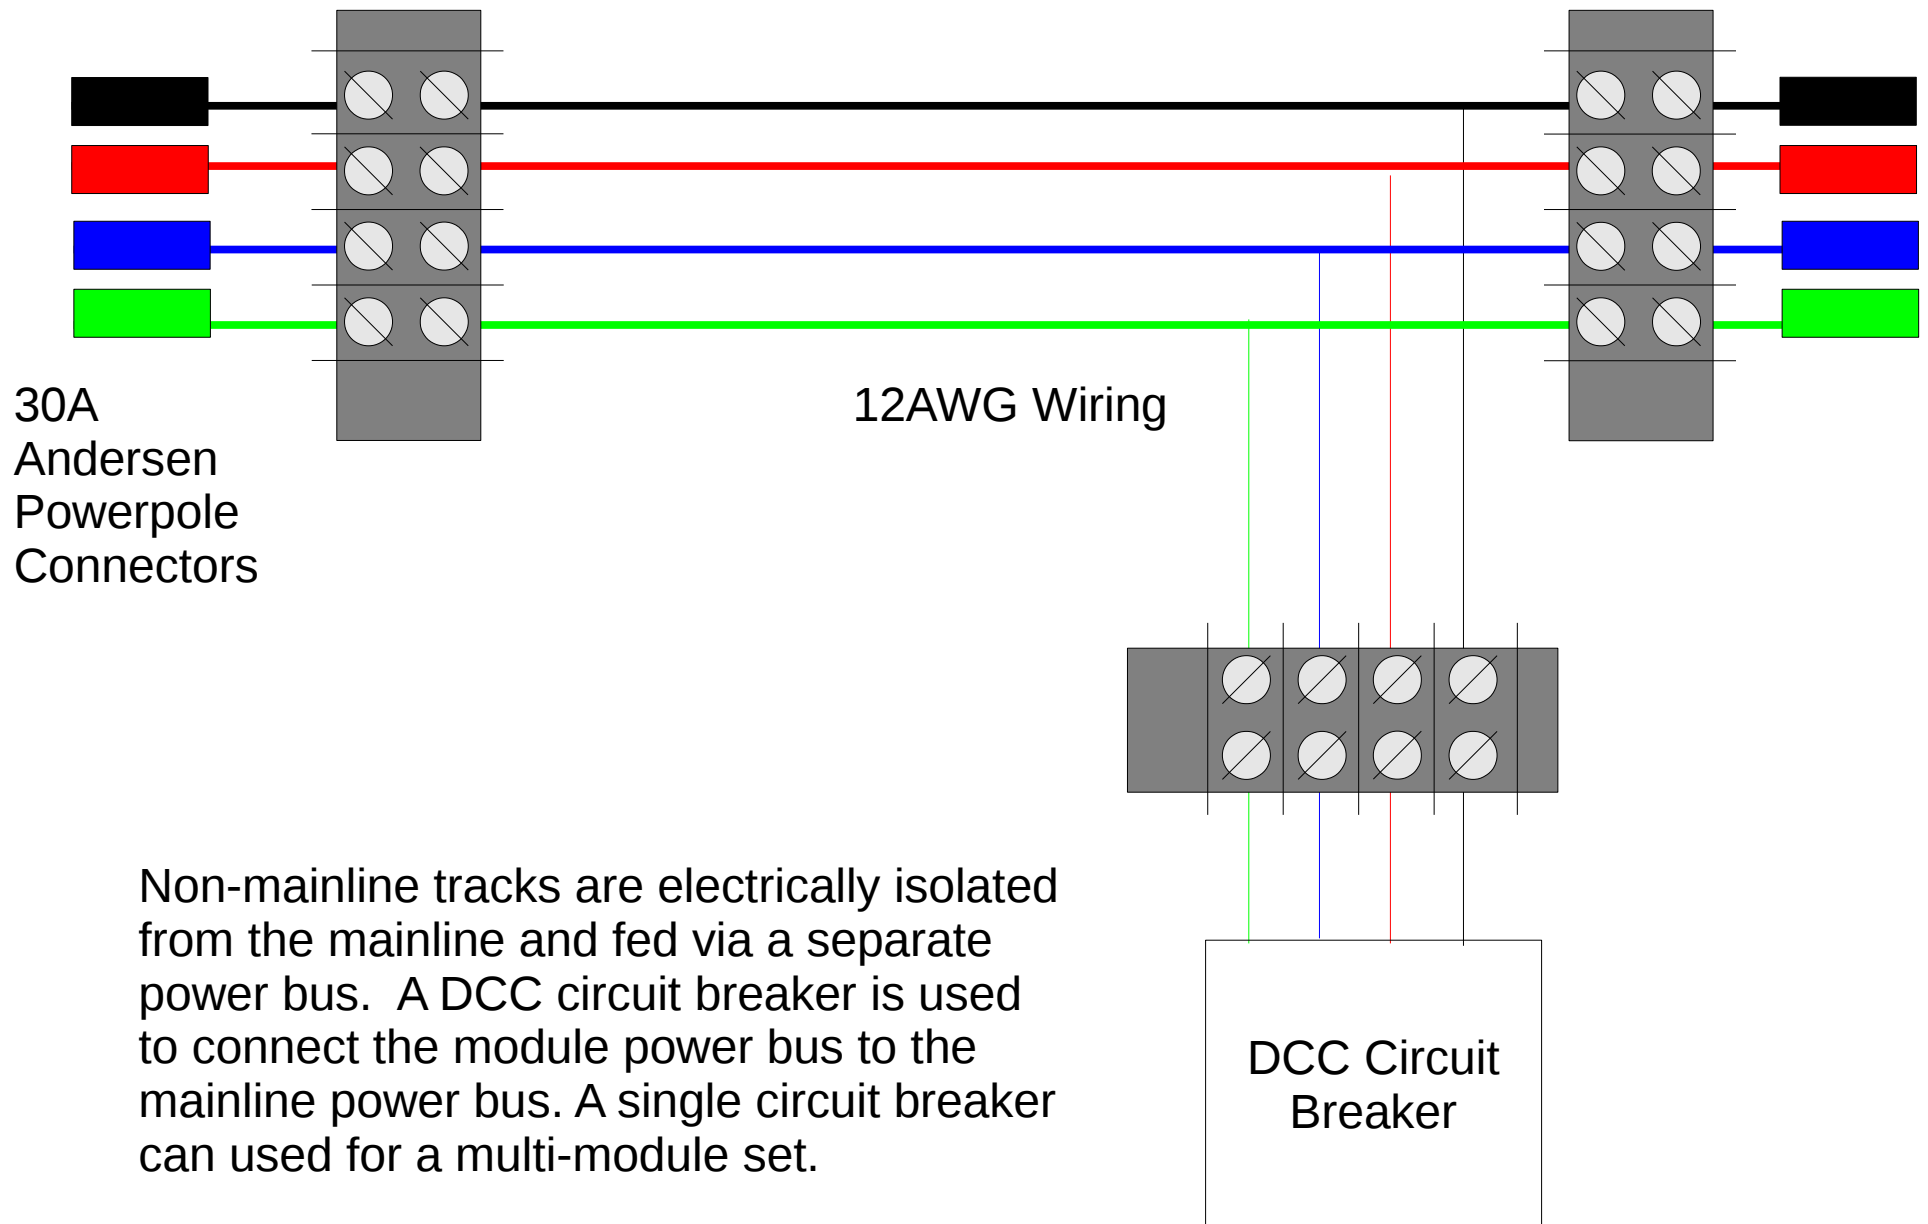 30A
Andersen
Powerpole
Connectors
12AWG Wiring
Non-mainline tracks are electrically isolated
from the mainline and fed via a separate
power bus.  A DCC circuit breaker is used
to connect the module power bus to the
mainline power bus. A single circuit breaker
can used for a multi-module set.
DCC Circuit
Breaker